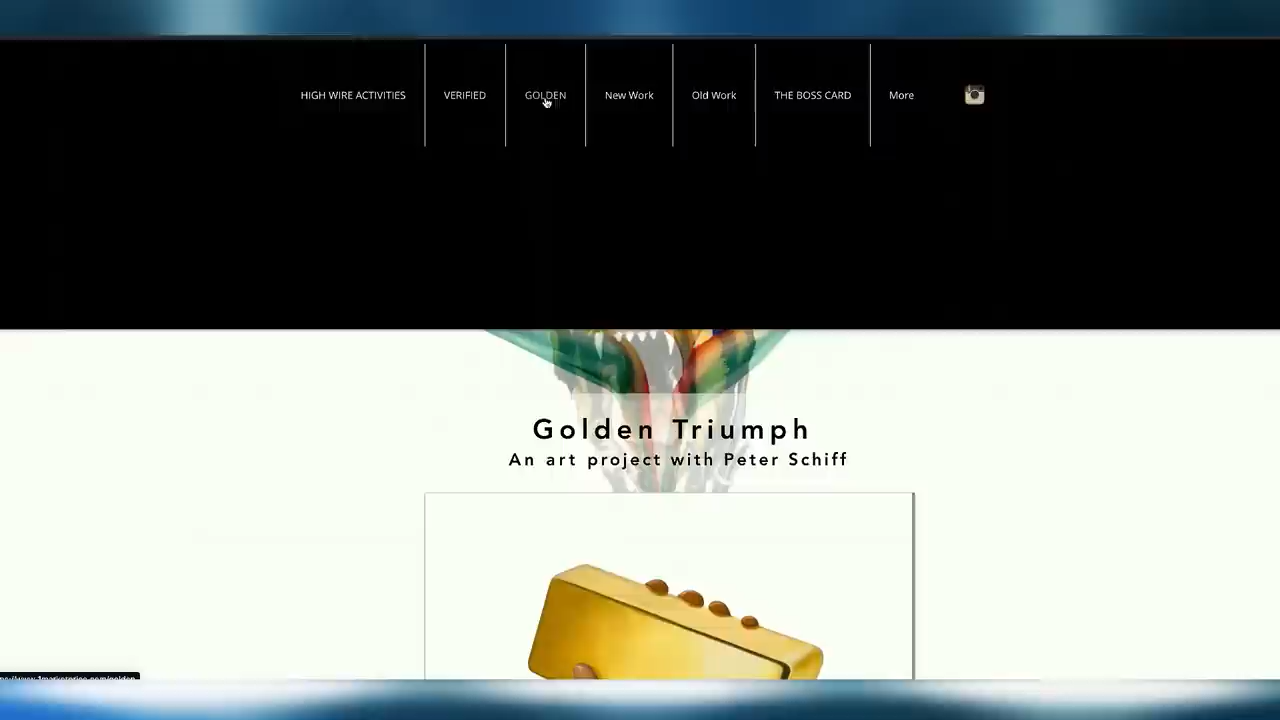 HIGH WIRE ACTIVITIES
VERIFIED
GOLDEN
New Work
Old Work
THE BOSS CARD
More
Golden Triumph
An art project with Peter Schiff